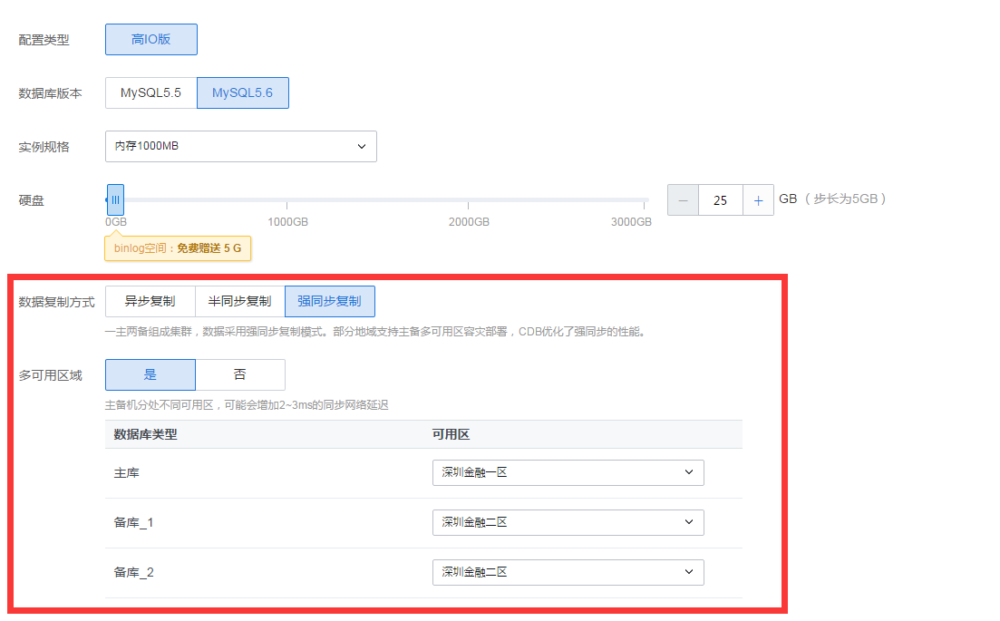 配置类型 高IO版
数据库版本 MySQL5.5 MySQL5.6
实例规格 内存1000MB
硬盘 － 25 ＋ GB （步长为5GB）
0GB 1000GB 2000GB 3000GB
binlog空间：免费赠送 5 G
数据复制方式 异步复制 半同步复制 强同步复制
一主两备组成集群，数据采用强同步复制模式。部分地域支持主备多可用区容灾部署，CDB优化了强同步的性能。
多可用区域 是 否
主备机分处不同可用区，可能会增加2~3ms的同步网络延迟
数据库类型 可用区
主库 深圳金融一区
备库_1 深圳金融二区
备库_2 深圳金融二区